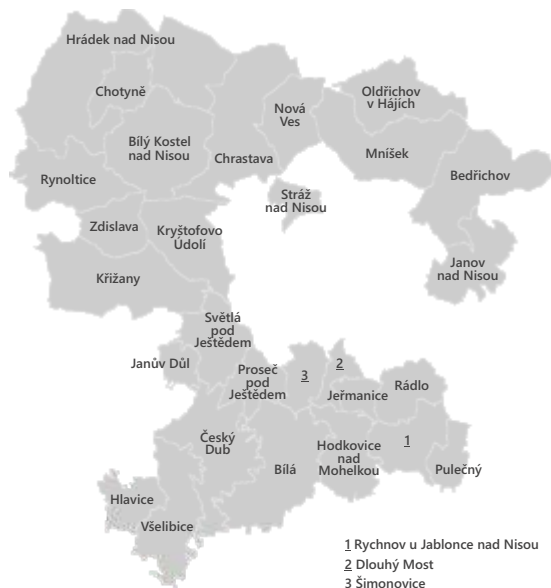 Hrádek nad Nisou
Chotyně
Bílý Kostel
nad Nisou
Chrastava
Nová
Ves
Oldřichov
v Hájích
Mníšek
Bedřichov
Rynoltice
Stráž
nad Nisou
Zdislava
Kryštofovo
Údolí
Křižany
Janov
nad Nisou
Světlá
pod
Ještědem
Janův Důl
Proseč
pod
Ještědem
3
2
Jeřmanice
Rádlo
Český
Dub
Bílá
Hodkovice
nad
Mohelkou
1
Pulečný
Hlavice
Všelibice
1 Rychnov u Jablonce nad Nisou
2 Dlouhý Most
3 Šimonovice